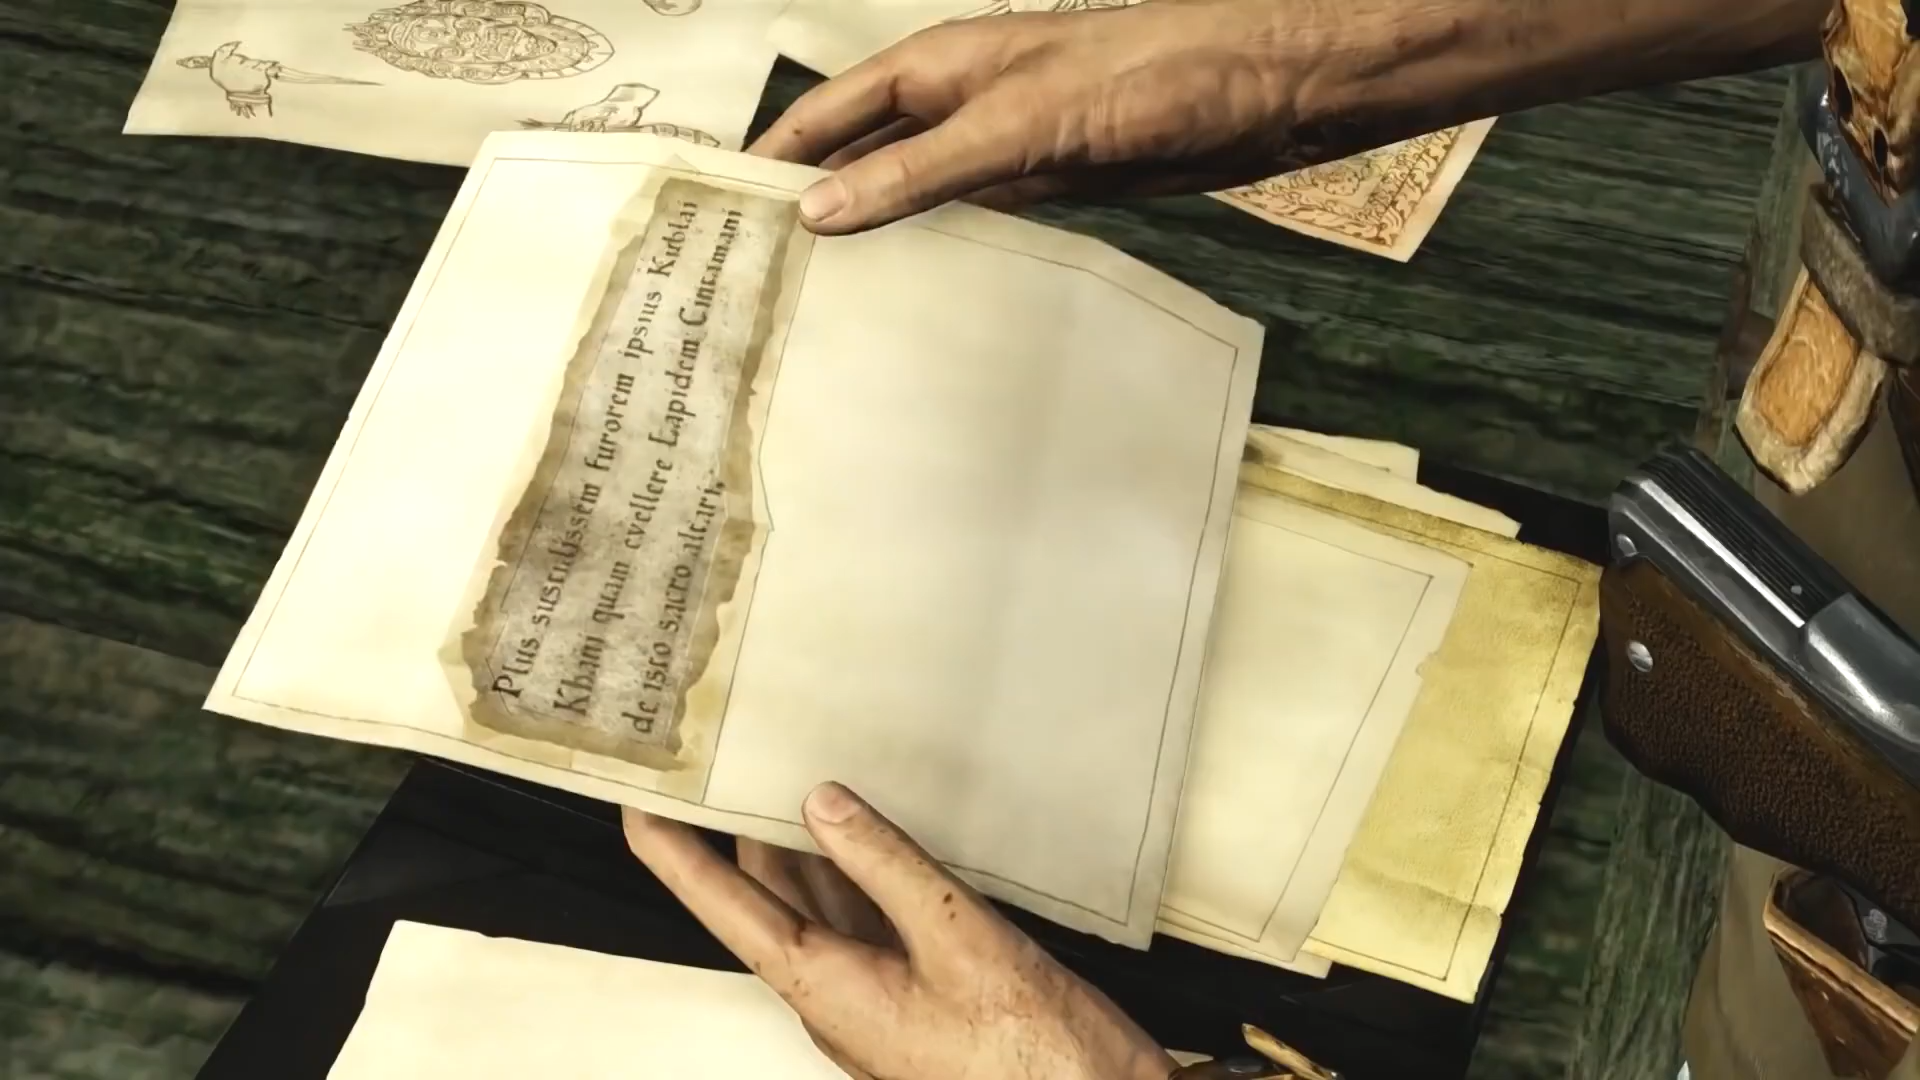 Plus sustulissem furorem ipsius Kublai
Khani quam evellere Lapidem Cintamani
de isto sacro altari.